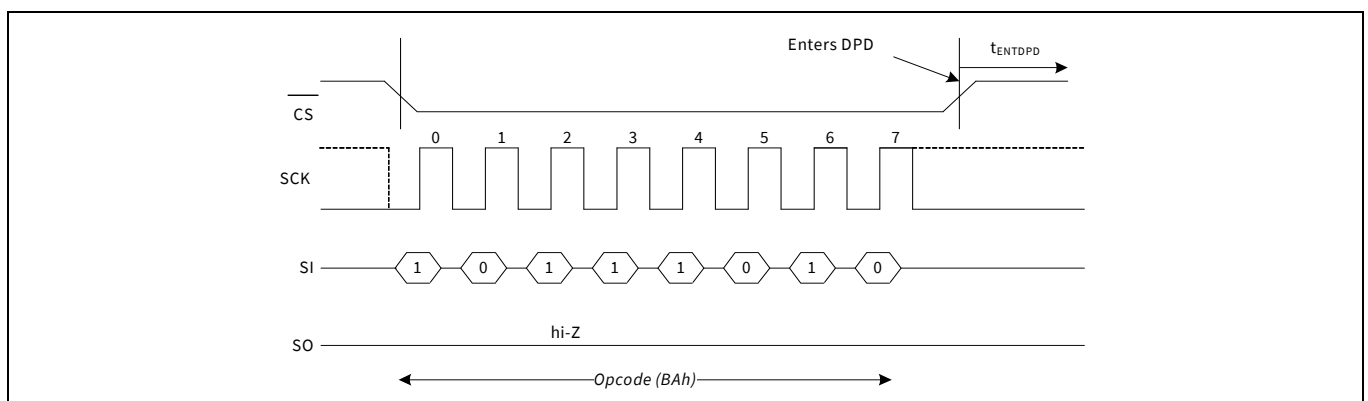 Enters DPD
tENTDPD
CS
0 1 2 3 4 5 6 7
SCK
SI 1 0 1 1 1 0 1 0
hi-Z
SO
Opcode (BAh)